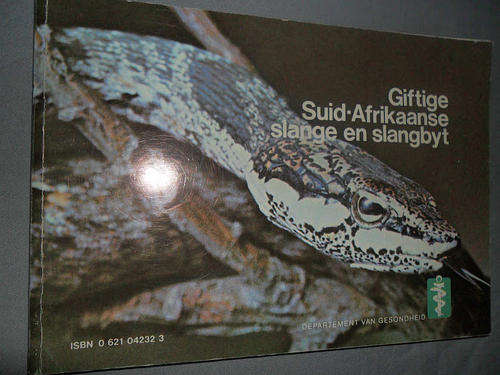 Giftige
Suid-Afrikaanse
slange en slangbyt
DEPARTEMENT VAN GESONDHEID
ISBN 0 621 04232 3